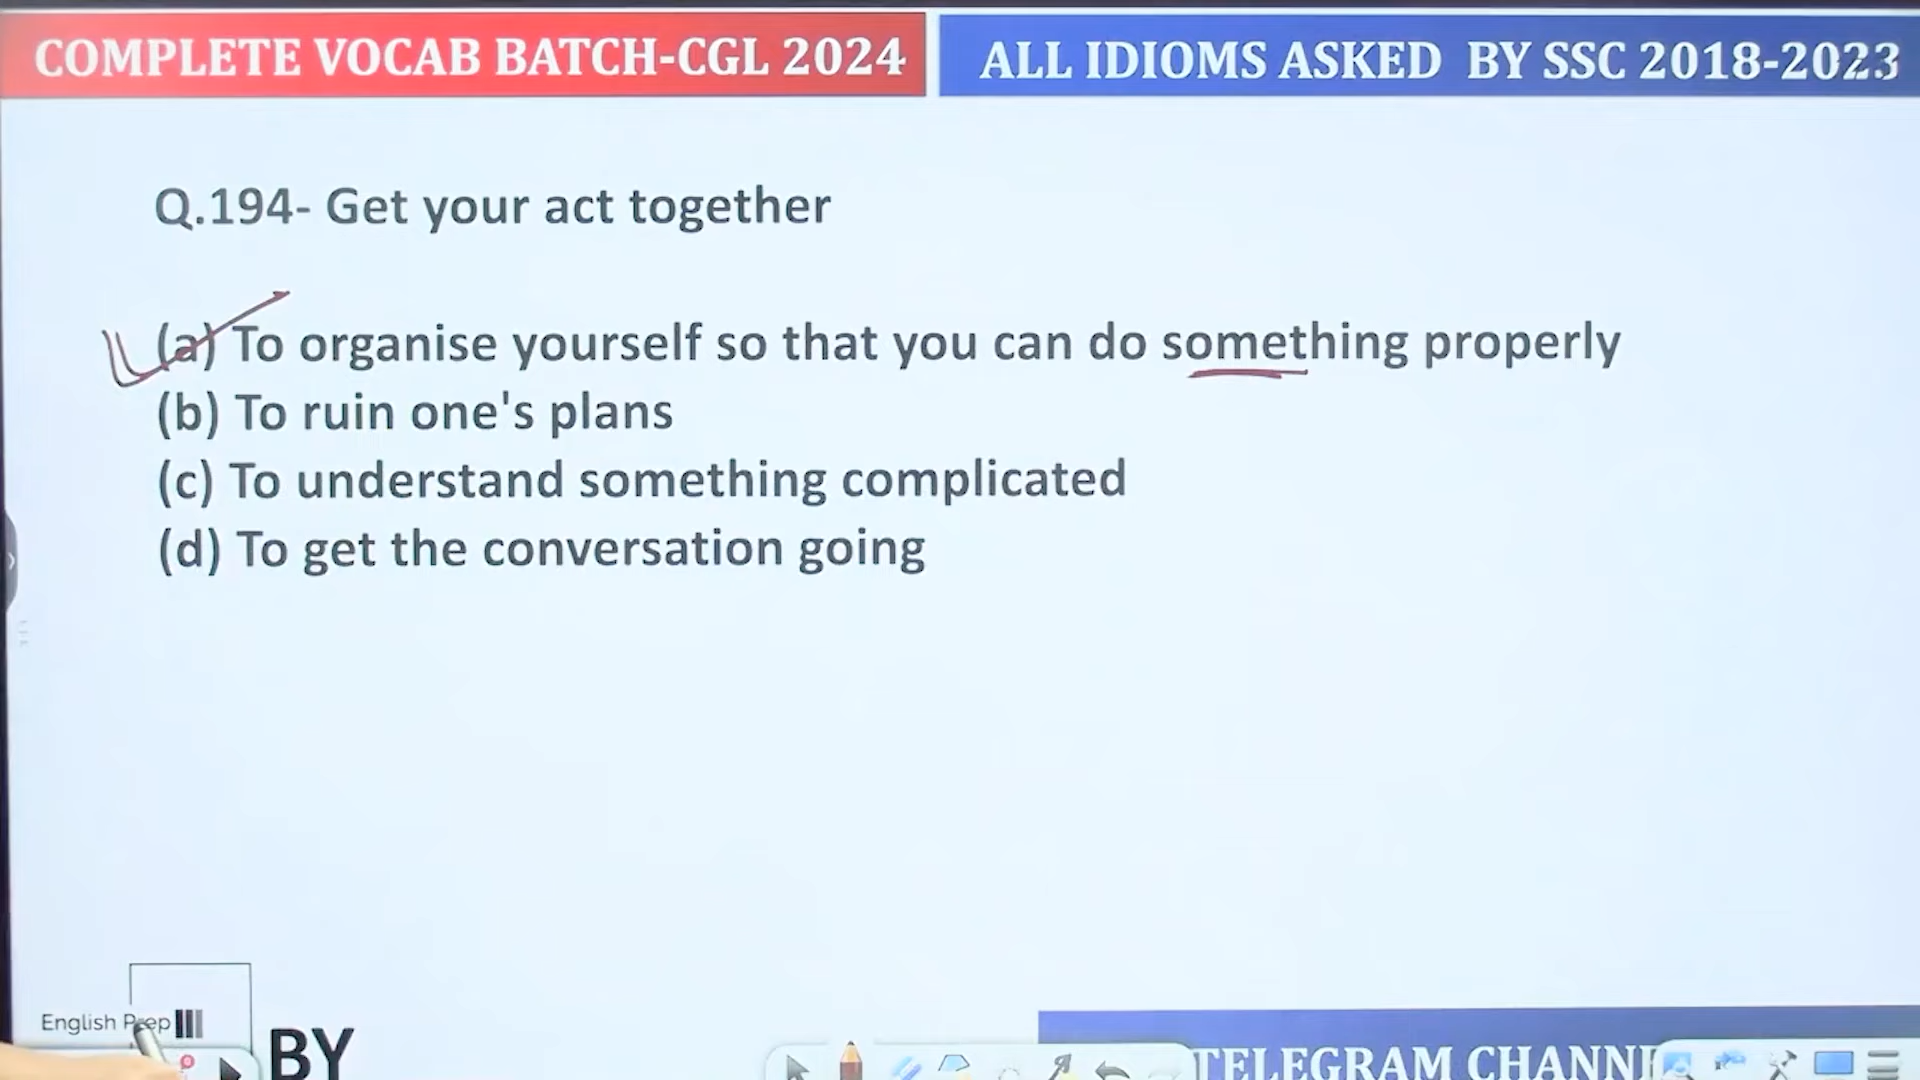 COMPLETE VOCAB BATCH-CGL 2024
ALL IDIOMS ASKED BY SSC 2018-2023
Q.194- Get your act together
(a) To organise yourself so that you can do something properly
(b) To ruin one's plans
(c) To understand something complicated
(d) To get the conversation going
English Prep
BY
TELEGRAM